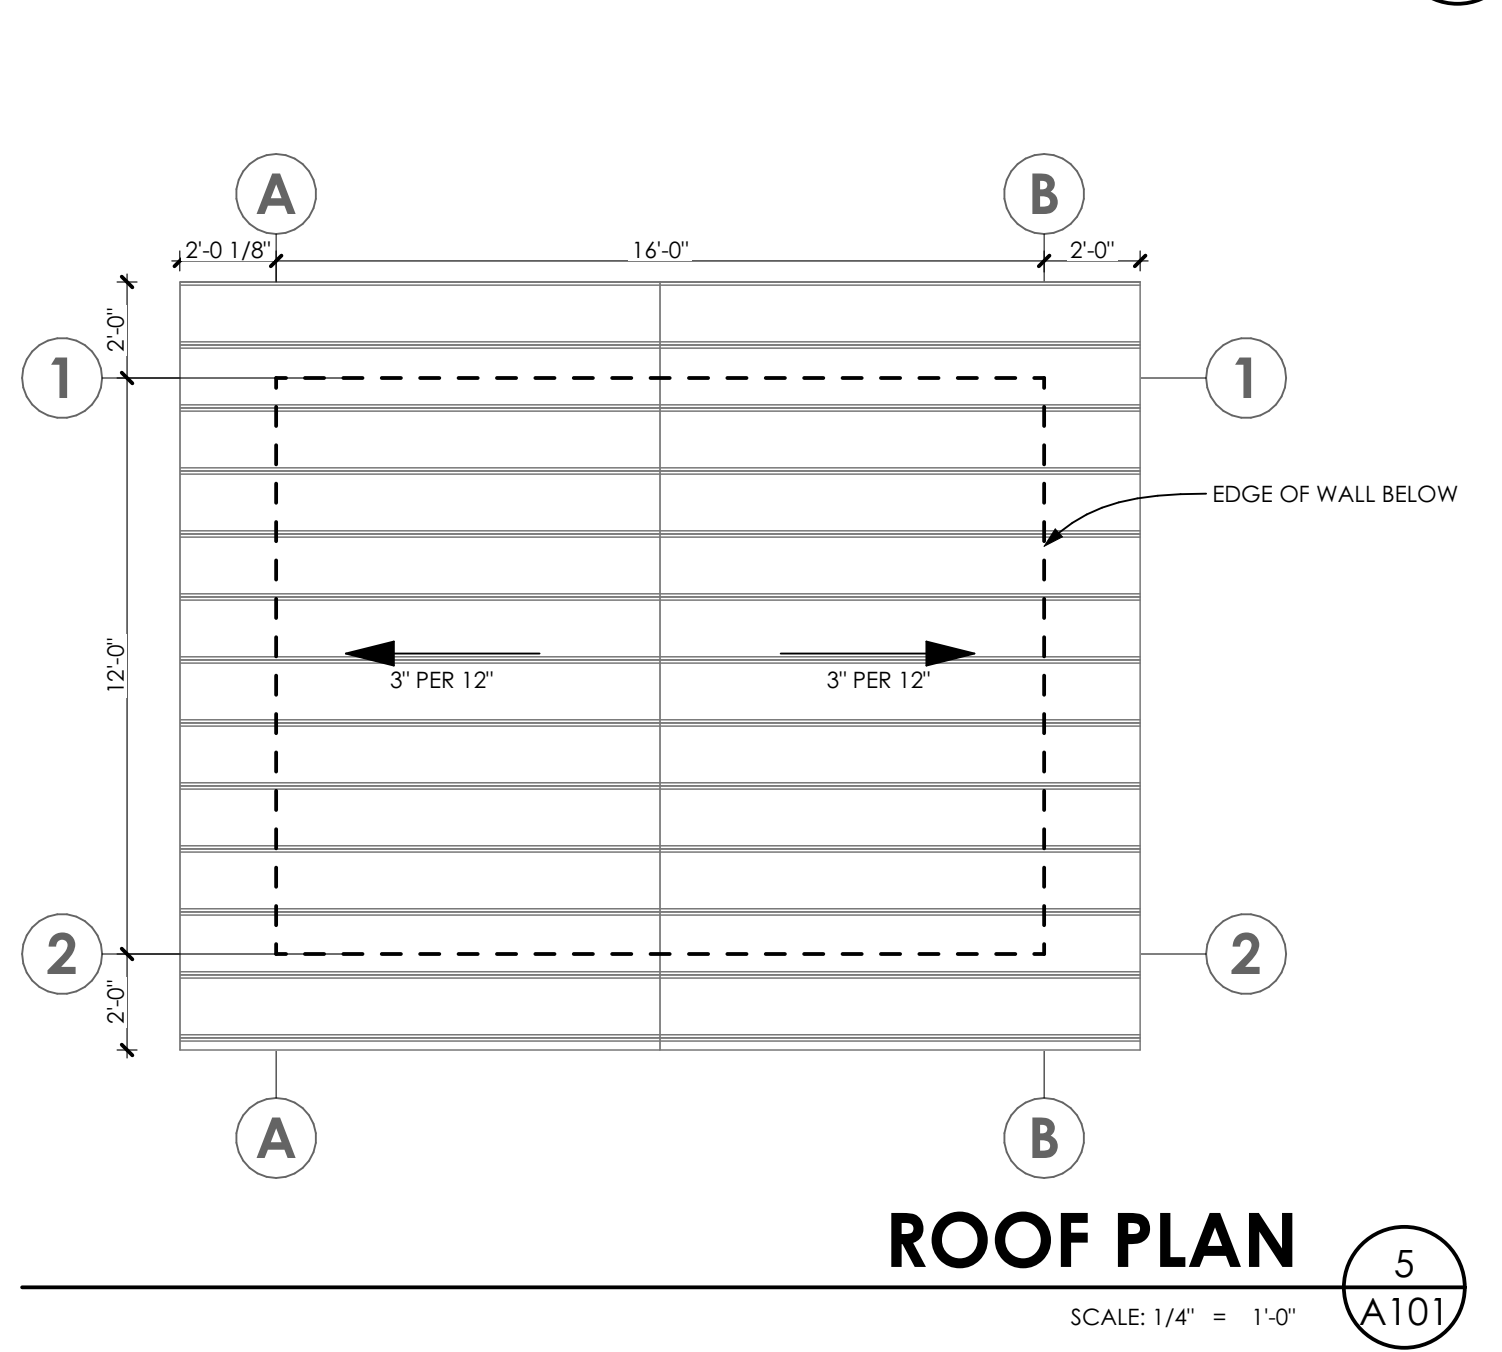 A
B
2'-0 1/8"
16'-0"
2'-0"
2'-0"
1
1
EDGE OF WALL BELOW
12'-0"
3" PER 12"
3" PER 12"
2
2
2'-0"
A
B
ROOF PLAN
5
A101
SCALE: 1/4" = 1'-0"